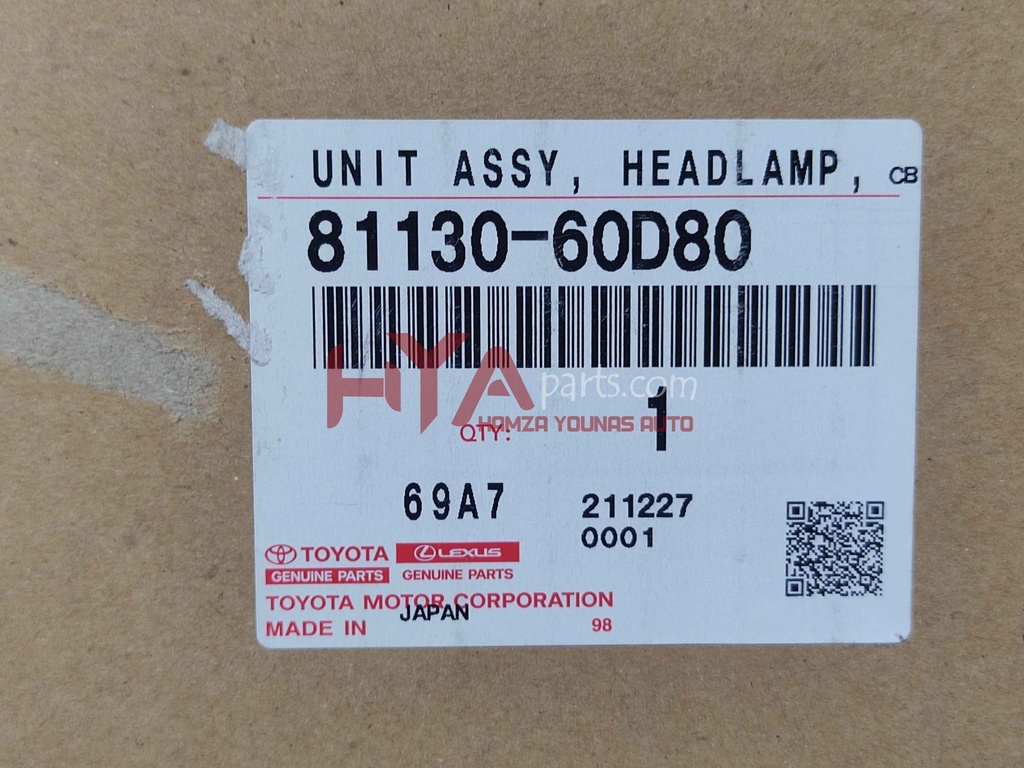 UNIT ASSY, HEADLAMP, CB
81130-60D80
HYA parts.com
HAMZA YOUNAS AUTO
QTY: 1
69A7 211227
0001
TOYOTA LEXUS
GENUINE PARTS GENUINE PARTS
TOYOTA MOTOR CORPORATION
MADE IN JAPAN 98